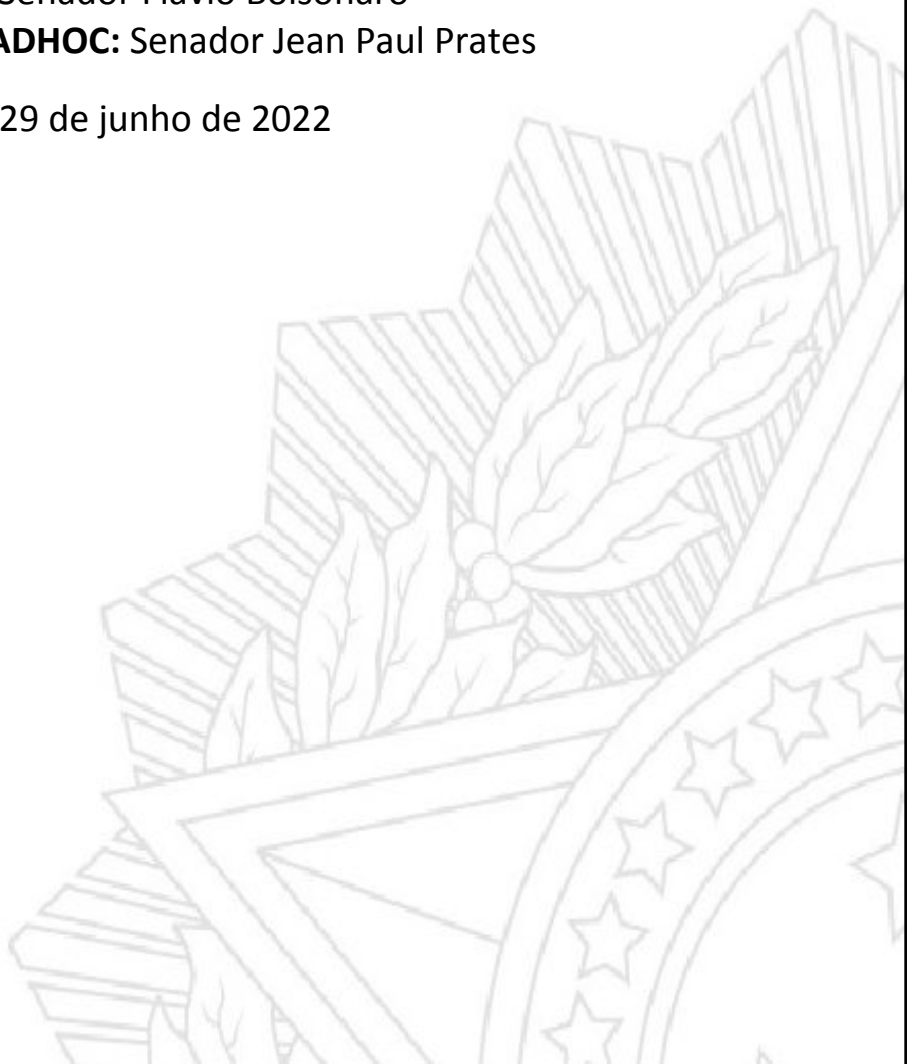 Senador Flávio Bolsonaro
ADHOC: Senador Jean Paul Prates
29 de junho de 2022